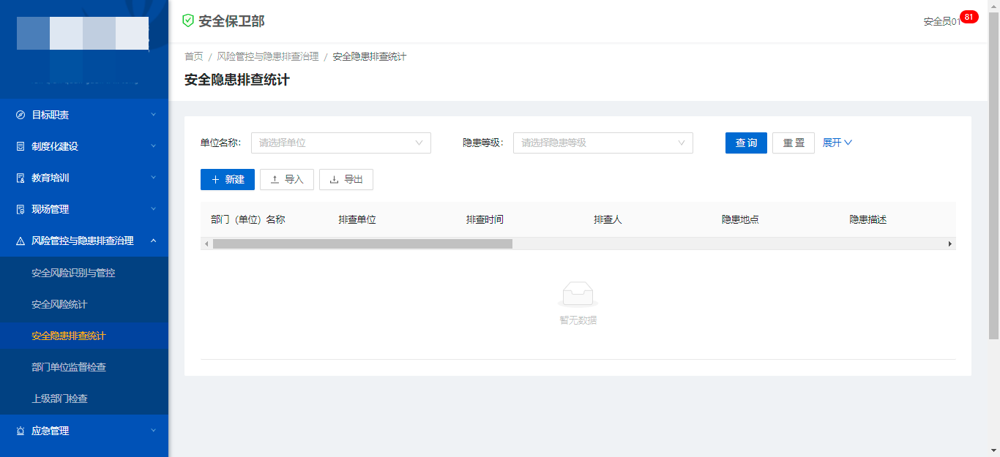 安全保卫部
安全员01 81
首页 / 风险管控与隐患排查治理 / 安全隐患排查统计
安全隐患排查统计
目标职责
制度化建设
教育培训
现场管理
风险管控与隐患排查治理
安全风险识别与管控
安全风险统计
安全隐患排查统计
部门单位监督检查
上级部门检查
应急管理
单位名称: 请选择单位 隐患等级: 请选择隐患等级 查询 重置 展开
新建 导入 导出
部门（单位）名称 排查单位 排查时间 排查人 隐患地点 隐患描述
暂无数据